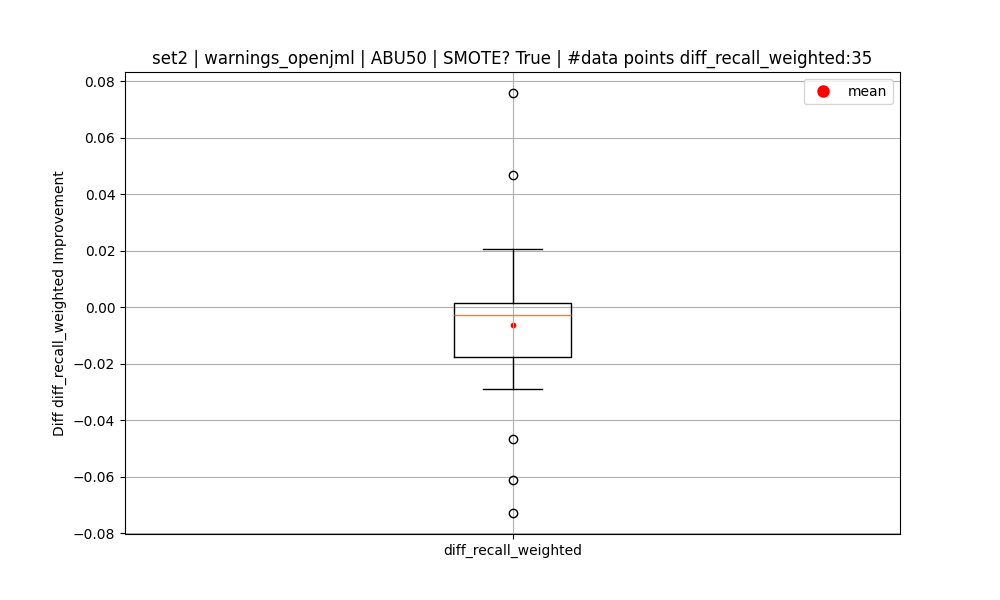 set2 | warnings_openjml | ABU50 | SMOTE? True | #data points diff_recall_weighted:35
mean
0.08
0.06
0.04
0.02
0.00
−0.02
−0.04
−0.06
−0.08
Diff diff_recall_weighted Improvement
diff_recall_weighted